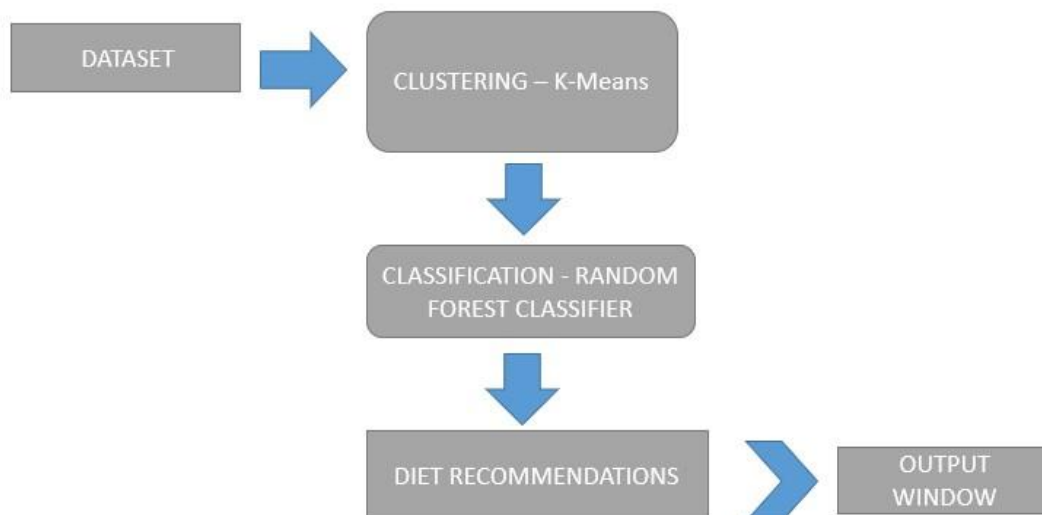 DATASET
CLUSTERING – K-Means
CLASSIFICATION - RANDOM
FOREST CLASSIFIER
DIET RECOMMENDATIONS
OUTPUT
WINDOW